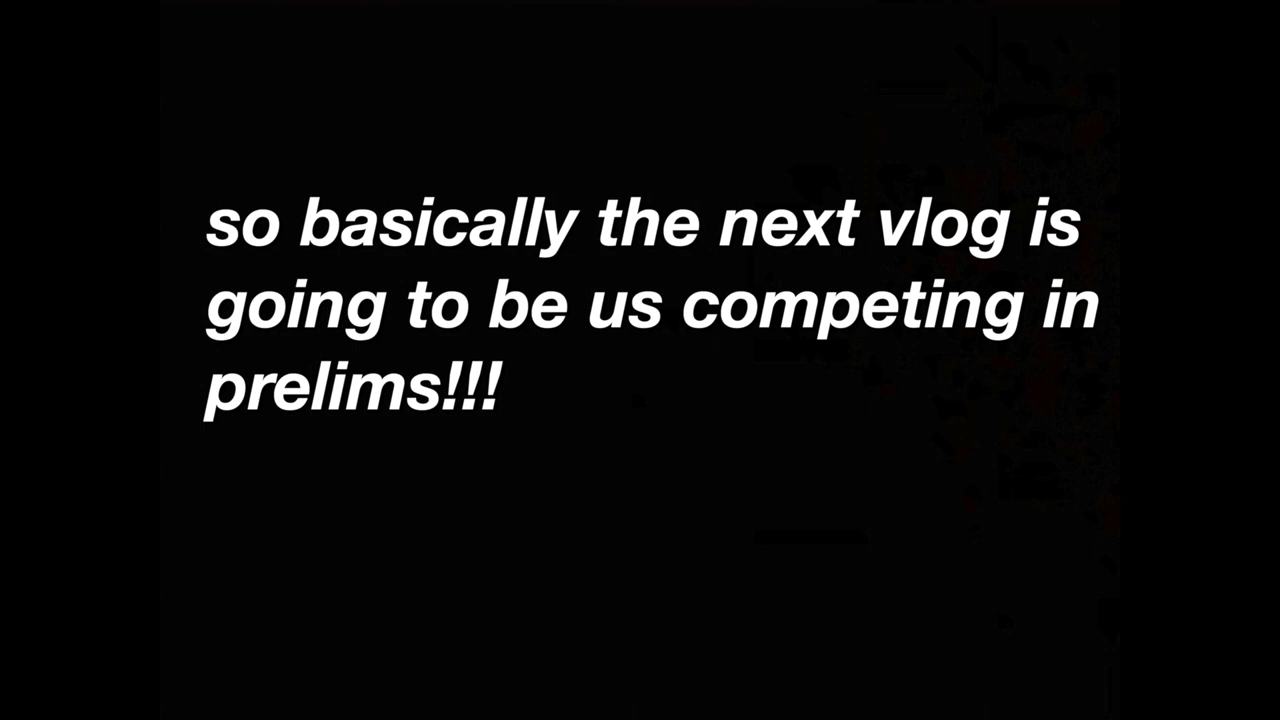 so basically the next vlog is
going to be us competing in
prelims!!!